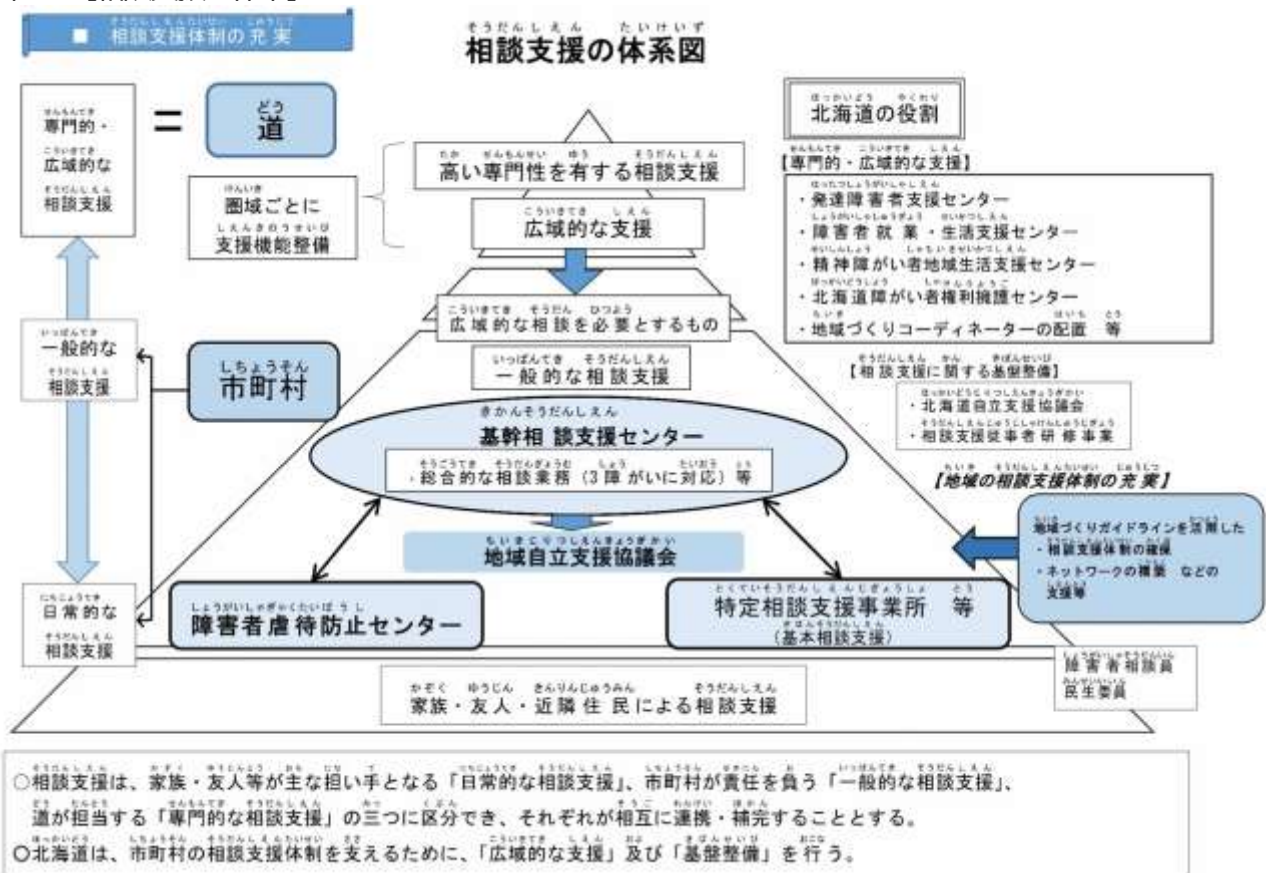 ■ 相談支援体制の充実
相談支援の体系図
専門的・
広域的な
相談支援
=
道
圏域ごとに
支援機能整備
高い専門性を有する相談支援
広域的な支援
北海道の役割
【専門的・広域的な支援】
・発達障害者支援センター
・障害者就業・生活支援センター
・精神障がい者地域生活支援センター
・北海道障がい者権利擁護センター
・地域づくりコーディネーターの配置 等
広域的な相談を必要とするもの
一般的な
相談支援
市町村
一般的な相談支援
【相談支援に関する基盤整備】
・北海道自立支援協議会
・相談支援従事者研修事業
基幹相談支援センター
・総合的な相談業務(3障がいに対応)等
【地域の相談支援体制の充実】
地域づくりガイドラインを活用した
・相談支援体制の確保
・ネットワークの構築 などの
支援等
地域自立支援協議会
日常的な
相談支援
障害者虐待防止センター
特定相談支援事業所 等
(基本相談支援)
障害者相談員
民生委員
家族・友人・近隣住民による相談支援
○相談支援は、家族・友人等が主な担い手となる「日常的な相談支援」、市町村が責任を負う「一般的な相談支援」、
道が担当する「専門的な相談支援」の三つに区分でき、それぞれが相互に連携・補完することとする。
○北海道は、市町村の相談支援体制を支えるために、「広域的な支援」及び「基盤整備」を行う。